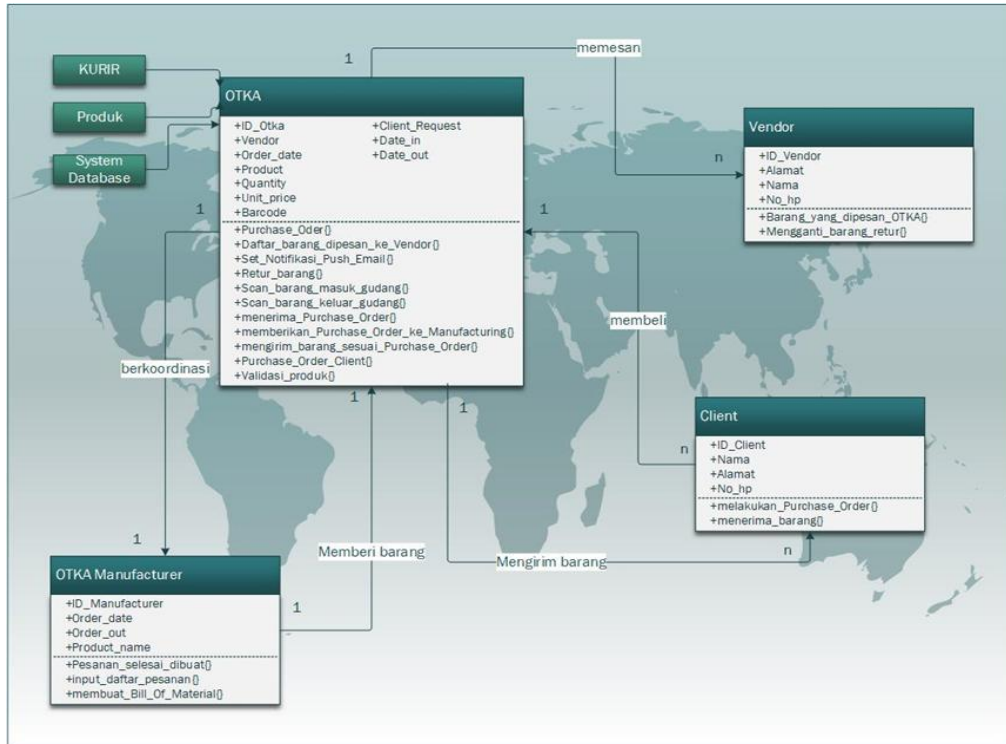 KURIR
Produk
System
Database
OTKA
+ID_Otka
+Vendor
+Order_date
+Product
+Quantity
+Unit_price
+Barcode
+Client_Request
+Date_in
+Date_out
+Purchase_Oder{}
+Daftar_barang_dipesan_ke_Vendor{}
+Set_Notifikasi_Push_Email{}
+Retur_barang{}
+Scan_barang_masuk_gudang{}
+Scan_barang_keluar_gudang{}
+menerima_Purchase_Order{}
+memberikan_Purchase_Order_ke_Manufacturing{}
+mengirim_barang_sesuai_Purchase_Order{}
+Purchase_Order_Client{}
+Validasi_produk{}
1
memesan
n
Vendor
+ID_Vendor
+Alamat
+Nama
+No_hp
+Barang_yang_dipesan_OTKA{}
+Mengganti_barang_retur{}
1
membeli
n
Client
+ID_Client
+Nama
+Alamat
+No_hp
+melakukan_Purchase_Order{}
+menerima_barang{}
1
berkoordinasi
1
OTKA Manufacturer
+ID_Manufacturer
+Order_date
+Order_out
+Product_name
+Pesanan_selesai_dibuat{}
+input_daftar_pesanan{}
+membuat_Bill_Of_Material{}
1
Memberi barang
1
1
Mengirim barang
n